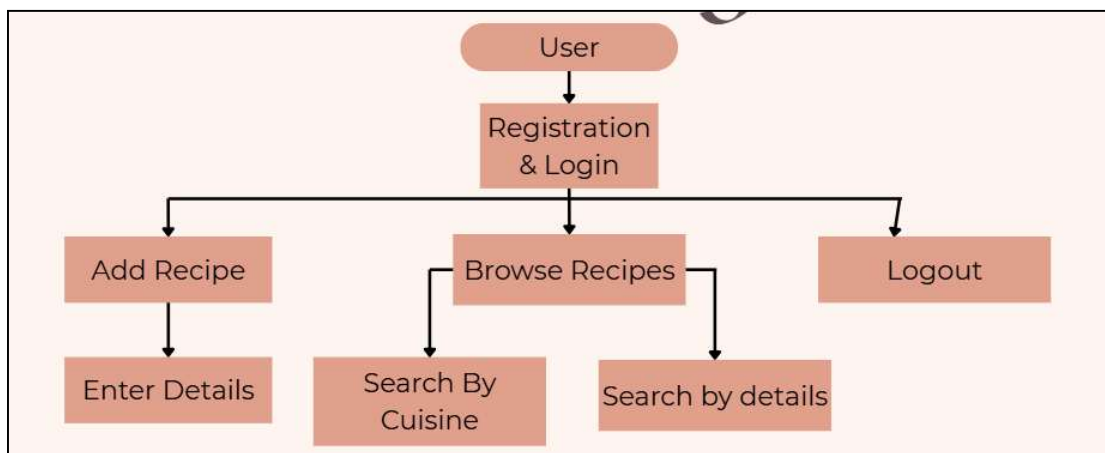 User
Registration
& Login
Add Recipe
Browse Recipes
Logout
Enter Details
Search By
Cuisine
Search by details